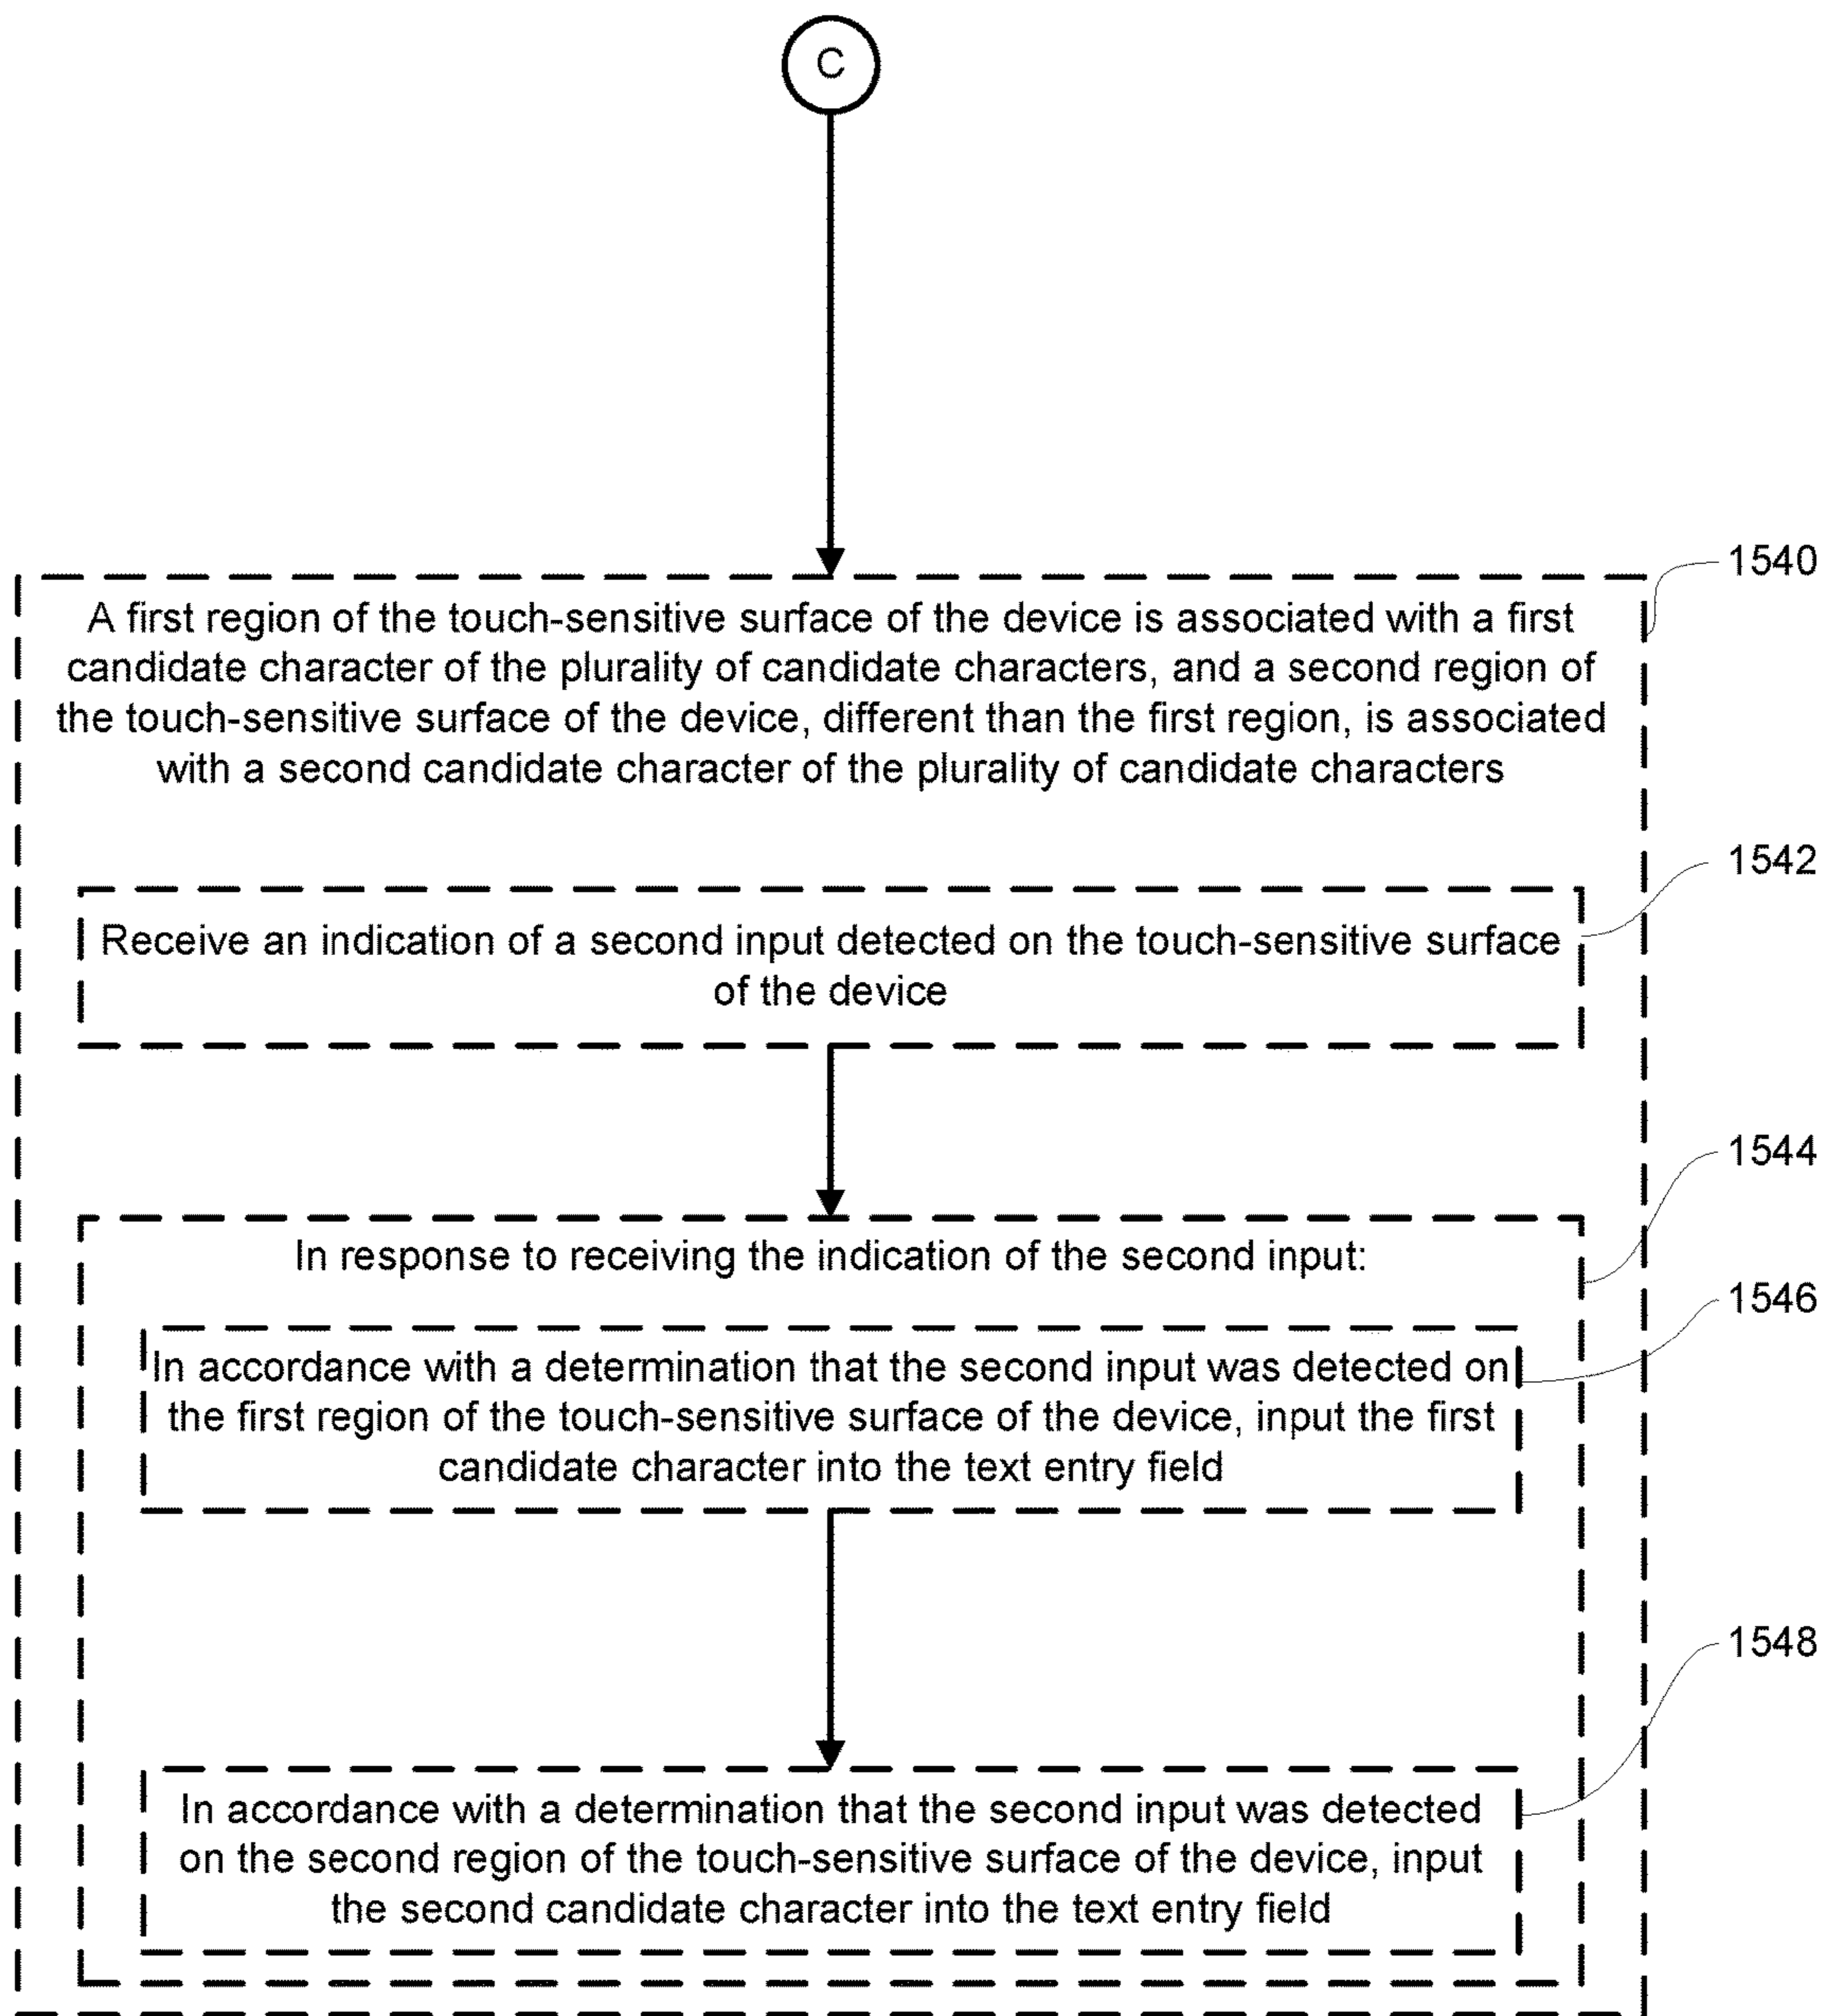 C
1540
A first region of the touch-sensitive surface of the device is associated with a first
candidate character of the plurality of candidate characters, and a second region of
the touch-sensitive surface of the device, different than the first region, is associated
with a second candidate character of the plurality of candidate characters
1542
Receive an indication of a second input detected on the touch-sensitive surface
of the device
1544
In response to receiving the indication of the second input:
1546
In accordance with a determination that the second input was detected on
the first region of the touch-sensitive surface of the device, input the first
candidate character into the text entry field
1548
In accordance with a determination that the second input was detected
on the second region of the touch-sensitive surface of the device, input
the second candidate character into the text entry field